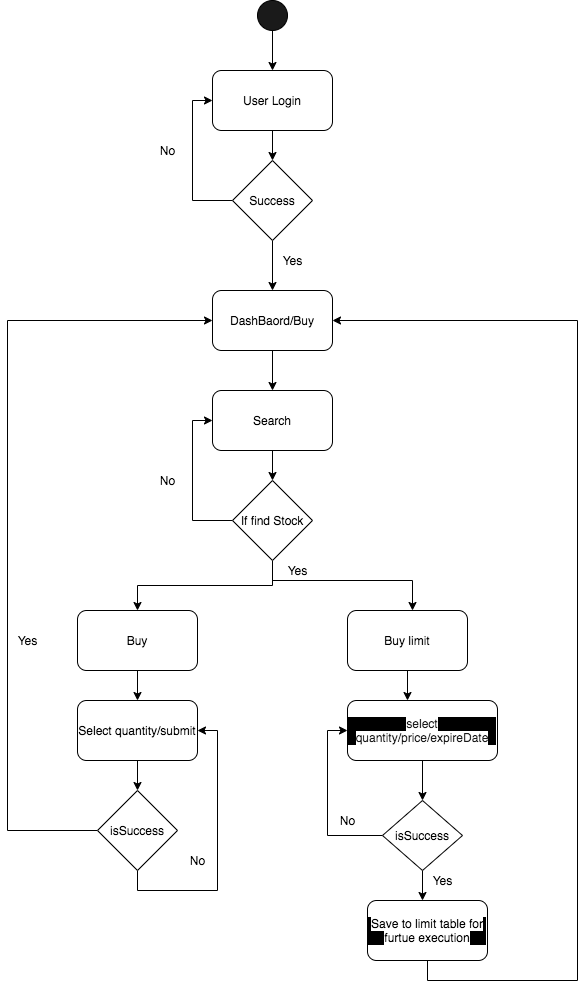 User Login
No
Success
Yes
DashBaord/Buy
Search
No
If find Stock
Yes
Buy
Buy limit
Yes
Select quantity/submit
select
quantity/price/expireDate
No
isSuccess
isSuccess
No
Yes
Save to limit table for
furtue execution